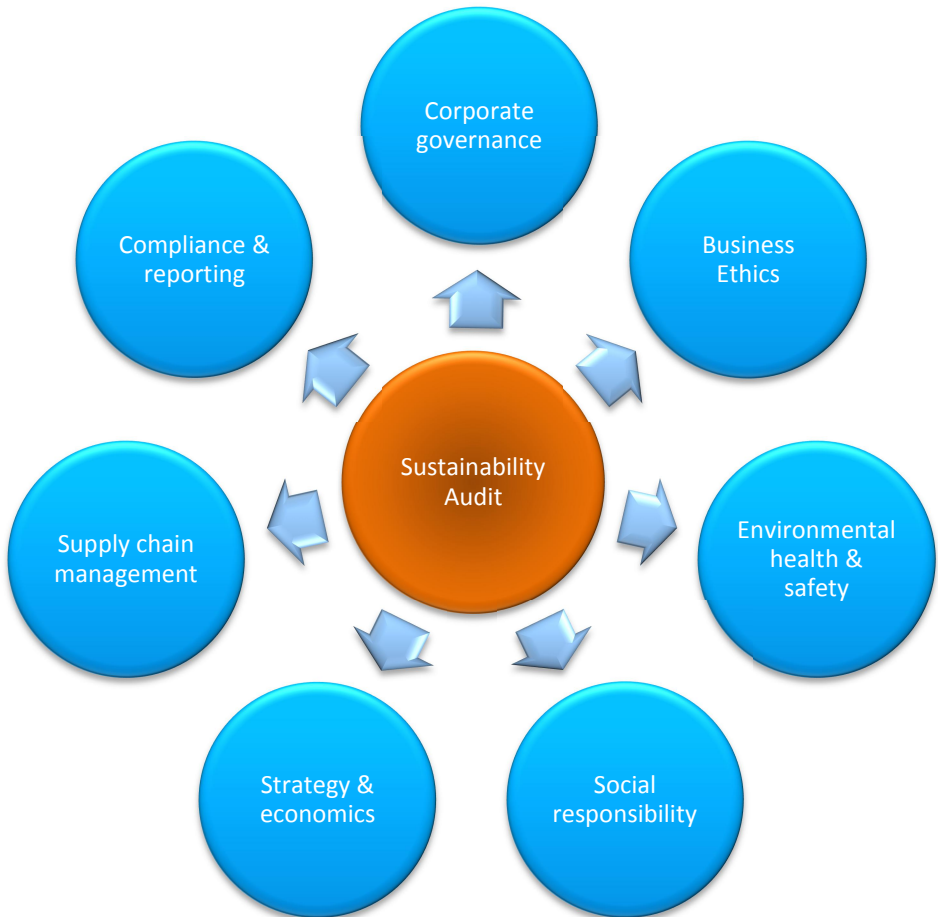 Corporate
governance
Business
Ethics
Environmental
health &
safety
Social
responsibility
Strategy &
economics
Supply chain
management
Compliance &
reporting
Sustainability
Audit